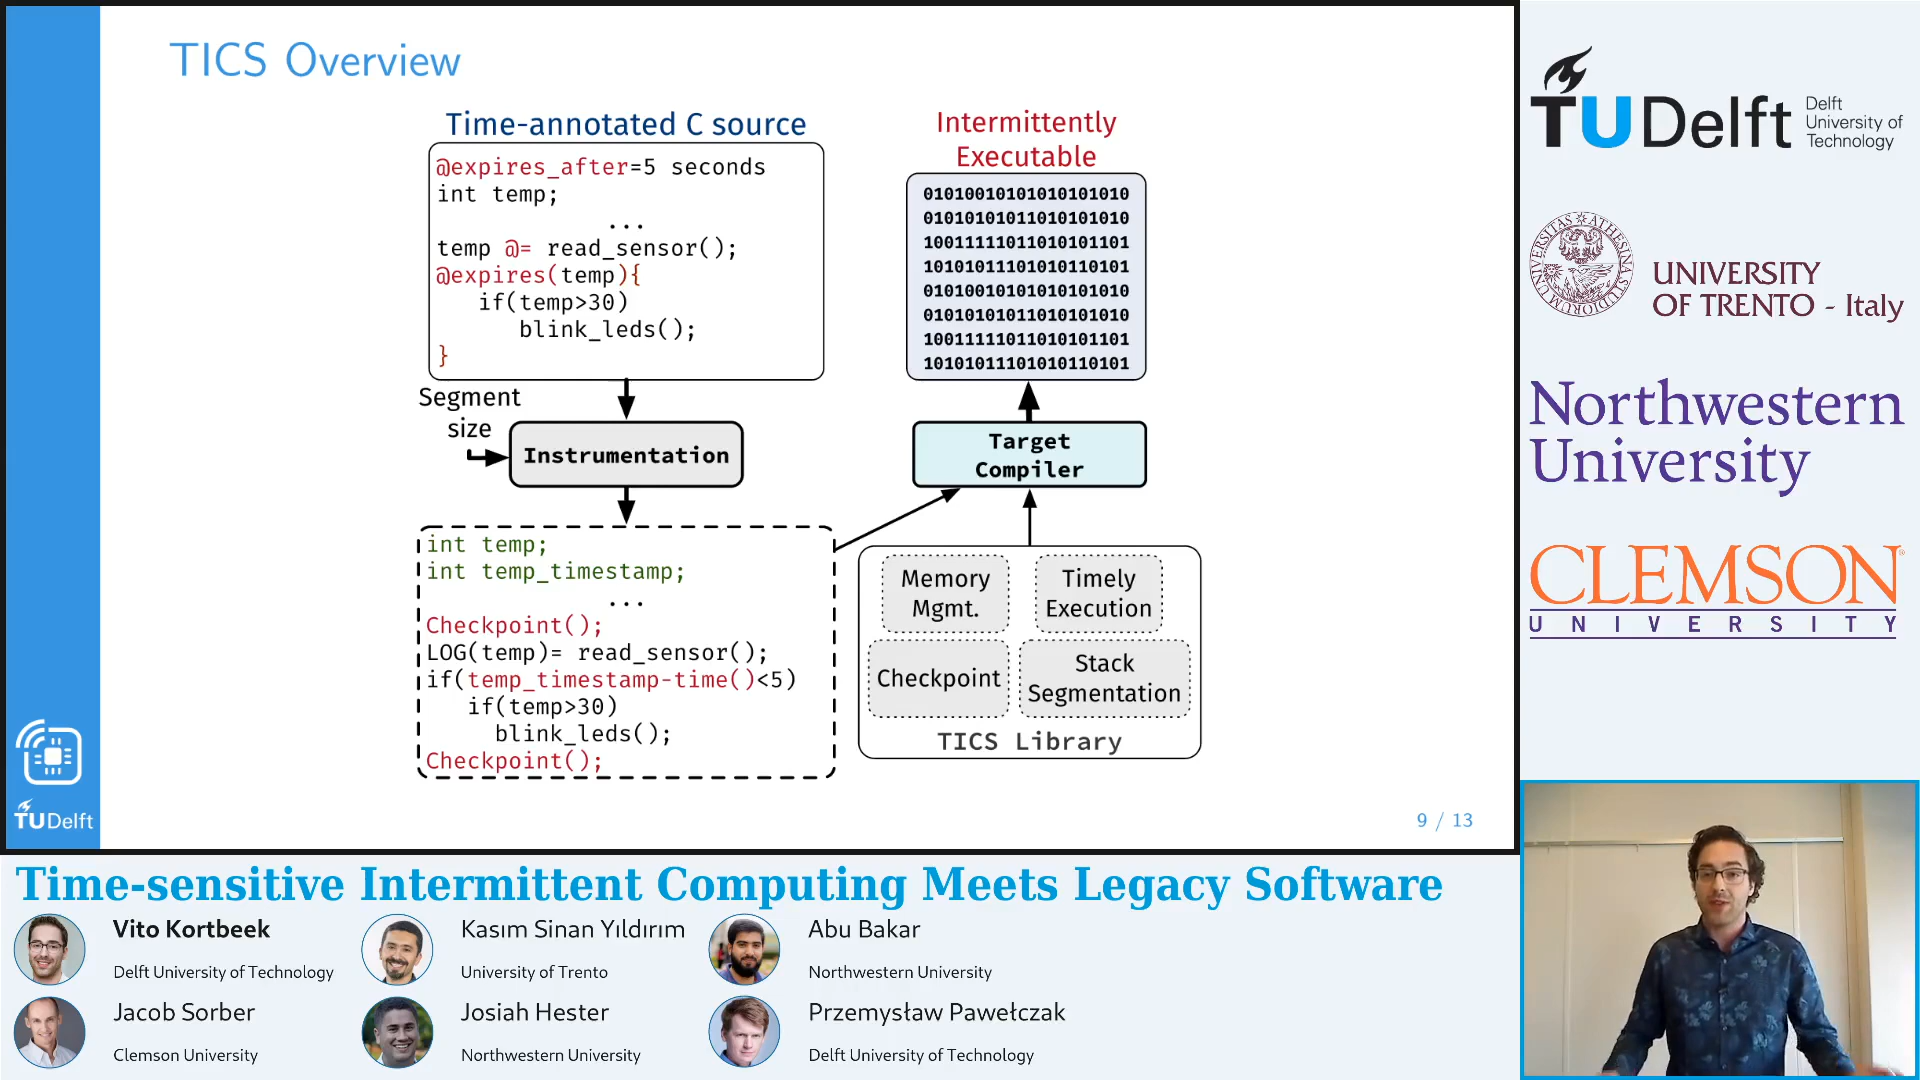 TICS Overview
Time-annotated C source
@expires_after=5 seconds
int temp;
...
temp @= read_sensor();
@expires(temp){
if(temp>30)
blink_leds();
}
Segment
size
Instrumentation
int temp;
int temp_timestamp;
...
Checkpoint();
LOG(temp)= read_sensor();
if(temp_timestamp-time()<5)
if(temp>30)
blink_leds();
Checkpoint();
Intermittently
Executable
01010010101010101010
01010101011010101010
10011111011010101101
10101011101010110101
01010010101010101010
01010101011010101010
10011111011010101101
10101011101010110101
Target
Compiler
Memory
Mgmt.
Timely
Execution
Checkpoint
Stack
Segmentation
TICS Library
TUDelft
9 / 13
TUDelft
Delft
University of
Technology
UNIVERSITY
OF TRENTO - Italy
Northwestern
University
CLEMSON
UNIVERSITY
Time-sensitive Intermittent Computing Meets Legacy Software
Vito Kortbeek
Delft University of Technology
Kasım Sinan Yıldırım
University of Trento
Abu Bakar
Northwestern University
Jacob Sorber
Clemson University
Josiah Hester
Northwestern University
Przemysław Pawełczak
Delft University of Technology